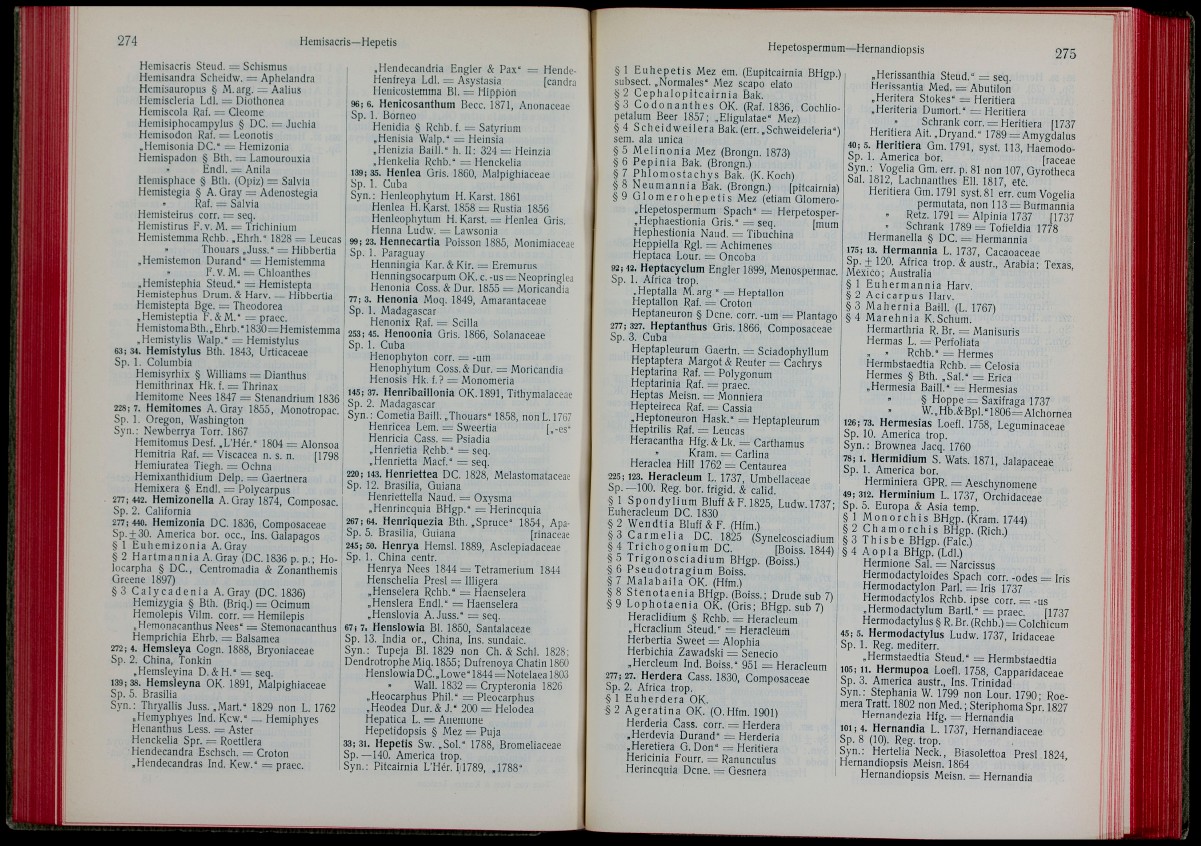 274
Hemisacris—Hepetis
Hemisacris Steud. = Schismus
Hemisandra Scheidw. = Aphelandra
Hemisauropus § M. arg. = Aalius
Hemiscleria Ldl. = Diothonea
Hemiscola Raf. = Cleome
Hemisiphocampylus § DC. = Juchia
Hemisodon Raf. = Leonotis
„Hemisonia DC.“ = Hemizonia
Hemispadon § Bth. = Lamourouxia
" Endl. = Anila
Hemisphace § Bth. (Opiz) = Salvia
Hemistegia § A. Gray = Adenostegia
" Raf. = Salvia
Hemisteirus corr. = seq.
Hemistirus F. v. M. = Trichinium
Hemistemma Rchb. „Ehrh.“ 1828 = Leucas
" Thouars „Juss.“ = Hibbertia
„Hemistemon Durand“ = Hemistemma
" F. v. M. = Chloanthes
„Hemistephia Steud.“ = Hemistepta
Hemistephus Drum. & Harv. = Hibbertia
Hemistepta Bge. = Theodorea
„Hemisteptia F. & M.“ = praec.
Hemistoma Bth. „Ehrb.“ 1830 = Hemistemma
„Hemistylis Walp.“ = Hemistylus
63; 34. Hemistylus Bth. 1843, Urticaceae
Sp. 1. Columbia
Hemisyrhix § Williams = Dianthus
Hemithrinax Hk. f. = Thrinax
Hemitome Nees 1847 = Stenandrium 1836
228; 7. Hemitomes A. Gray 1855, Monotropac.
Sp. 1. Oregon, Washington
Syn.: Newberrya Torr. 1867
Hemitomus Desf. „L'Hér.“ 1804 = Alonsoa
Hemitria Raf. = Viscacea n. s. n. [1798
Hemiuratea Tiegh. = Ochna
Hemixanthidium Delp. = Gaertnera
Hemixera § Endl. = Polycarpus
277; 442. Hemizonella A. Gray 1874, Composac.
Sp. 2. California
277; 440. Hemizonia DC. 1836, Composaceae
Sp. ± 30. America bor. occ., Ins. Galapagos
§ 1 Euhemizonia A. Gray
§ 2 Hartmannia A. Gray (DC. 1836 p. p.; Ho-
locarpha § DC., Centromadia & Zonanthemis
Greene 1897)
§ 3 Calycadenia A. Gray (DC. 1836)
Hemizygia § Bth. (Briq.) = Ocimum
Hemolepis Vilm. corr. = Hemilepis
„Hemonacanthus Nees“ = Stemonacanthus
Hemprichia Ehrb. = Balsamea
272; 4. Hemsleya Cogn. 1888, Bryoniaceae
Sp. 2. China, Tonkin
„Hemsleyina D. & H.“ = seq.
139; 38. Hemsleyna OK. 1891, Malpighiaceae
Sp. 5. Brasilia
Syn.: Thryallis Juss. „Mart.“ 1829 non L. 1762
„Hemyphyes Ind. Kew.“ = Hemiphyes
Henanthus Less. = Aster
Henckelia Spr. = Roettlera
Hendecandra Eschsch. = Croton
„Hendecandras Ind. Kew.“ = praec.
„Hendecandria Engler & Pax“ = Hende-
Henfreya Ldl. = Asystasia [candra
Henicostemma Bl. = Hippion
96; 6. Henicosanthum Becc. 1871, Anonaceae
Sp. 1. Borneo
Henidia § Rchb. f. = Satyrium
„Henisia Walp.“ = Heinsia
„Henizia Baill.“ h. II: 324 = Heinzia
„Henkelia Rchb.“ = Henckelia
139; 35. Henlea Gris. 1860, Malpighiaceae
Sp. 1. Cuba
Syn.: Henleophytum H. Karst. 1861
Henlea H. Karst. 1858 = Rustia 1856
Henleophytum H. Karst. = Henlea Gris.
Henna Ludw. = Lawsonia
99; 23. Hennecartia Poisson 1885, Monimiaceae
Sp. 1. Paraguay
Henningia Kar. & Kir. = Eremurus
Henningsocarpum OK. c. -us = Neopringlea
Henonia Coss. & Dur. 1855 = Moricandia
77; 3. Henonia Moq. 1849, Amarantaceae
Sp. 1. Madagascar
Henonix Raf. = Scilla
253; 45. Henoonia Gris. 1866, Solanaceae
Sp. 1. Cuba
Henophyton corr. = -um
Henophytum Coss. & Dur. = Moricandia
Henosis Hk. f. ? = Monomeria
145; 37. Henribaillonia OK. 1891, Tithymalaceae
Sp. 2. Madagascar
Syn.: Cometia Baill. „Thouars“ 1858, non L. 1767
Henricea Lem. = Sweertia [„-es“
Henricia Cass. = Psiadia
„Henrietia Rchb.“ = seq.
„Henrietta Macf.“ = seq.
220; 143. Henriettea DC. 1828, Melastomataceae
Sp. 12. Brasilia, Guiana
Henriettella Naud. = Oxysma
„Henrincquia BHgp.“ = Herincquia
267; 64. Henriquezia Bth. „Spruce“ 1854, Apa-
Sp. 5. Brasilia, Guiana [rinaceae
245; 50. Henrya Hemsl. 1889, Asclepiadaceae
Sp. 1. China centr.
Henrya Nees 1844 = Tetramerium 1844
Henschelia Presl = Illigera
„Henselera Rchb.“ = Haenselera
„Henslera Endl.“ = Haenselera
„Henslovia A. Juss.“ = seq.
67; 7. Henslowia Bl. 1850, Santalaceae
Sp. 13. India or., China, Ins. sundaic.
Syn.: Tupeja Bl. 1829 non Ch. & Schl. 1828;
Dendrotrophe Miq. 1855; Dufrenoya Chatin 1860
Henslowia DC. „Lowe“ 1844 = Notelaea 1803
" Wall. 1832 = Crypteronia 1826
„Heocarphus Phil.“ = Pleocarphus
„Heodea Dur. & J.“ 200 = Helodea
Hepatica L. = Anemone
Hepetidopsis § Mez = Puja
33; 31. Hepetis Sw. „Sol.“ 1788, Bromeliaceae
Sp. —140. America trop.
Syn.: Pitcairnia L'Hér. 1789, „1788“
Hepetospermum—Hernandiopsis
275
§ 1 Euhepetis Mez em. (Eupitcairnia BHgp.)
subsect. „Normales“ Mez scapo elato
§ 2 Cephalopitcairnia Bak.
§ 3 Codonanthes OK. (Raf. 1836, Cochlio-
petalum Beer 1857; „Eligulatae“ Mez)
§ 4 Scheidweilera Bak. (err. „Schweideleria“)
sem. ala unica
§ 5 Melinonia Mez (Brongn. 1873)
§ 6 Pepinia Bak. (Brongn.)
§ 7 Phlomostachys Bak. (K. Koch)
§ 8 Neumannia Bak. (Brongn.) [pitcairnia)
§ 9 Glomerohepetis Mez (etiam Glomero-
„Hepetospermum Spach“ = Herpetosper-
„Hephaestionia Gris.“ = seq. [mum
Hephestionia Naud. = Tibuchina
Heppiella Rgl. = Achimenes
Heptaca Lour. = Oncoba
92; 42. Heptacyclum Engler 1899, Menospermac.
Sp. 1. Africa trop.
„Heptalla M. arg“ = Heptallon
Heptallon Raf. = Croton
Heptaneuron § Dcne. corr. -um = Plantago
277; 327. Heptanthus Gris. 1866, Composaceae
Sp. 3. Cuba
Heptapleurum Gaertn. = Sciadophyllum
Heptaptera Margot & Reuter = Cachrys
Heptarina Raf. = Polygonum
Heptarinia Raf. = praec.
Heptas Meisn. = Monniera
Hepteireca Raf. = Cassia
„Heptoneuron Hask.“ = Heptapleurum
Heptrilis Raf. = Leucas
Heracantha Hfg. & Lk. = Carthamus
" Kram. = Carlina
Heraclea Hill 1762 = Centaurea
225; 123. Heracleum L. 1737, Umbellaceae
Sp. —100. Reg. bor. frigid. & calid.
§ 1 Spondylium Bluff & F. 1825, Ludw. 1737;
Euheracleum DC. 1830
§ 2 Wendtia Bluff & F. (Hfm.)
§ 3 Carmelia DC. 1825 (Synelcosciadium
§ 4 Trichogonium DC. [Boiss. 1844)
§ 5 Trigonosciadium BHgp. (Boiss.)
§ 6 Pseudotragium Boiss.
§ 7 Malabaila OK. (Hfm.)
§ 8 Stenotaenia BHgp. (Boiss.; Drude sub 7)
§ 9 Lophotaenia OK. (Gris; BHgp. sub 7)
Heraclidium § Rchb. = Heracleum
„Heraclium Steud.“ = Heracleum
Herbertia Sweet = Alophia
Herbichia Zawadski = Senecio
„Hercleum Ind. Boiss.“ 951 = Heracleum
277; 27. Herdera Cass. 1830, Composaceae
Sp. 2. Africa trop.
§ 1 Euherdera OK.
§ 2 Ageratina OK. (O. Hfm. 1901)
Herderia Cass. corr. = Herdera
„Herdevia Durand“ = Herderia
„Heretiera G. Don“ = Heritiera
Hericinia Fourr. = Ranunculus
Herincquia Dcne. = Gesnera
„Herissanthia Steud.“ = seq.
Herissantia Med. = Abutilon
„Heritera Stokes“ = Heritiera
„Heriteria Dumort.“ = Heritiera
" Schrank corr. = Heritiera [1737
Heritiera Ait. „Dryand.“ 1789 = Amygdalus
40; 5. Heritiera Gm. 1791, syst. 113, Haemodo-
Sp. 1. America bor. [raceae
Syn.: Vogelia Gm. err. p. 81 non 107, Gyrotheca
Sal. 1812, Lachnanthes Ell. 1817, etc.
Heritiera Gm. 1791 syst. 81 err. cum Vogelia
permutata, non 113 = Burmannia
" Retz. 1791 = Alpinia 1737 [1737
" Schrank 1789 = Tofieldia 1778
Hermanella § DC. = Hermannia
175; 13. Hermannia L. 1737, Cacaoaceae
Sp. ± 120. Africa trop. & austr., Arabia; Texas,
Mexico; Australia
§ 1 Euhermannia Harv.
§ 2 Acicarpus Harv.
§ 3 Mahernia Baill. (L. 1767)
§ 4 Marehnia K. Schum.
Hermarthria R. Br. = Manisuris
Hermas L. = Perfoliata
" " Rchb.“ = Hermes
Hermbstaedtia Rchb. = Celosia
Hermes § Bth. „Sal.“ = Erica
„Hermesia Baill.“ = Hermesias
" § Hoppe = Saxifraga 1737
" W. „Hb. & Bpl.“ 1806 = Alchornea
126; 73. Hermesias Loefl. 1758, Leguminaceae
Sp. 10. America trop.
Syn.: Brownea Jacq. 1760
78; 1. Hermidium S. Wats. 1871, Jalapaceae
Sp. 1. America bor.
Herminiera GPR. = Aeschynomene
49; 312. Herminium L. 1737, Orchidaceae
Sp. 5. Europa & Asia temp.
§ 1 Monorchis BHgp. (Kram. 1744)
§ 2 Chamorchis BHgp. (Rich.)
§ 3 Thisbe BHgp. (Falc.)
§ 4 Aopla BHgp. (Ldl.)
Hermione Sal. = Narcissus
Hermodactyloides Spach corr. -odes = Iris
Hermodactylon Parl. = Iris 1737
Hermodactylos Rchb. ipse corr. = -us
„Hermodactylum Bartl.“ = praec. [1737
Hermodactylus § R. Br. (Rchb.) = Colchicum
45; 5. Hermodactylus Ludw. 1737, Iridaceae
Sp. 1. Reg. mediterr.
„Hermstaedtia Steud.“ = Hermbstaedtia
105; 11. Hermupoa Loefl. 1758, Capparidaceae
Sp. 3. America austr., Ins. Trinidad
Syn.: Stephania W. 1799 non Lour. 1790; Roe-
mera Tratt. 1802 non Med.; Steriphoma Spr. 1827
Hernandezia Hfg. = Hernandia
101; 4. Hernandia L. 1737, Hernandiaceae
Sp. 8 (10). Reg. trop.
Syn.: Hertelia Neck., Biasolettoa Presl 1824,
Hernandiopsis Meisn. 1864
Hernandiopsis Meisn. = Hernandia